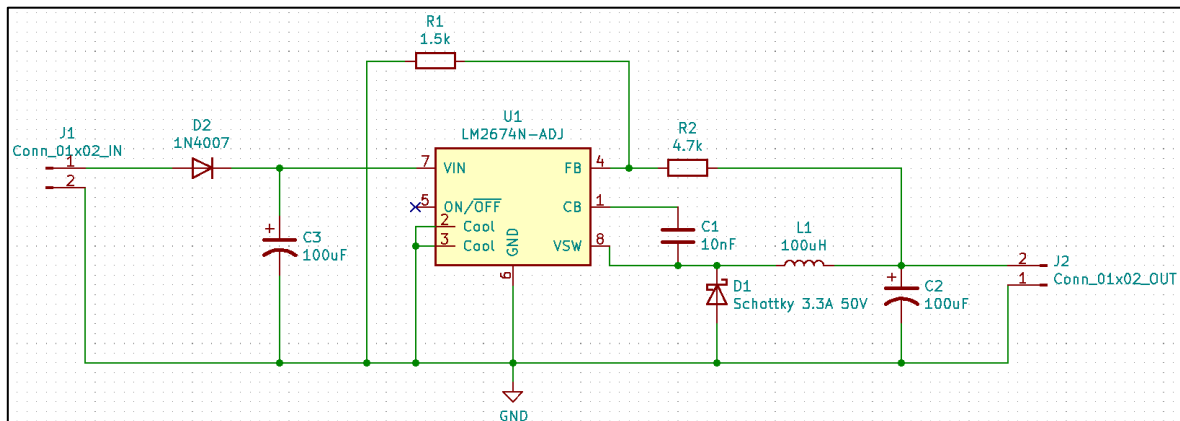 R1
1.5k
U1
LM2674N-ADJ
J1
Conn_01x02_IN
1
2
D2
1N4007
R2
4.7k
7 VIN
FB 4
5 ON/OFF
CB 1
2 Cool
3 Cool
GND
6
VSW 8
C3
100uF
C1
10nF
L1
100uH
D1
Schottky 3.3A 50V
C2
100uF
2
1
J2
Conn_01x02_OUT
GND